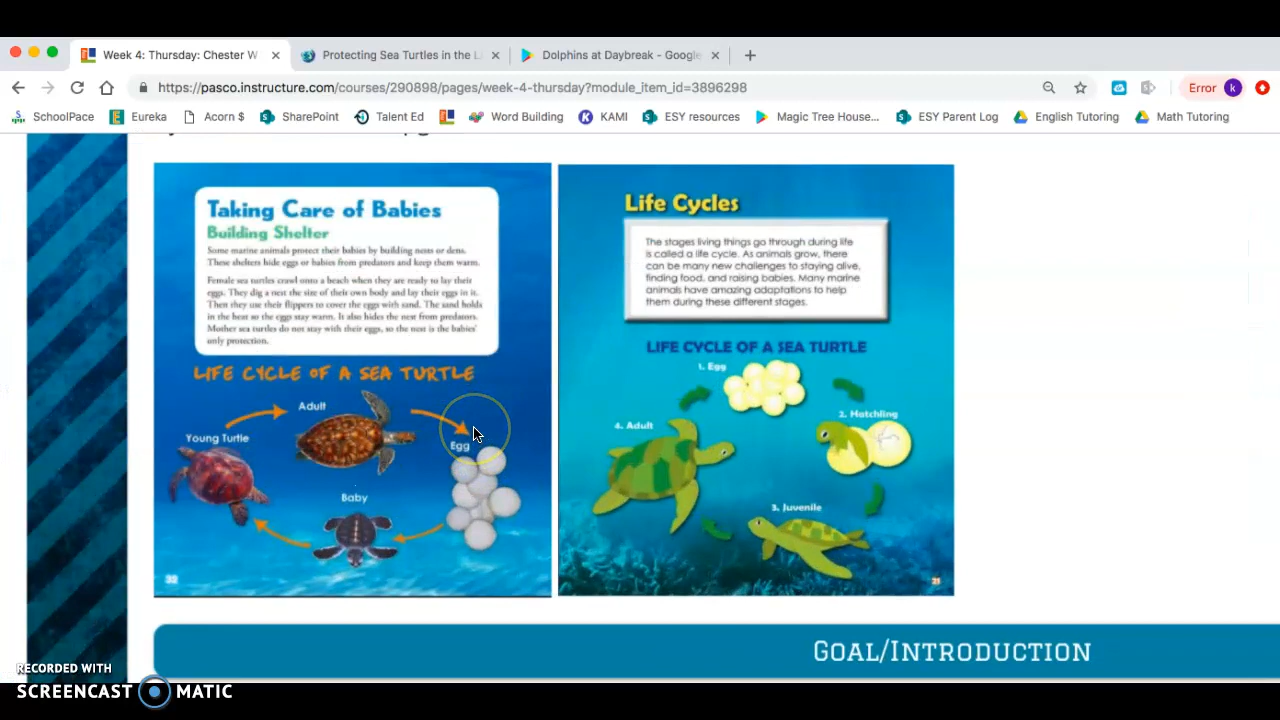 Week 4: Thursday: Chester W
Protecting Sea Turtles in the L
Dolphins at Daybreak - Google
https://pasco.instructure.com/courses/290898/pages/week-4-thursday?module_item_id=3896298
Error k
SchoolPace Eureka Acorn $ SharePoint Talent Ed Word Building KAMI ESY resources Magic Tree House... ESY Parent Log English Tutoring Math Tutoring
Taking Care of Babies
Building Shelter
Some marine animals protect their babies by building nests or dens.
These shelters hide eggs or babies from predators and keep them warm.
Female sea turtles crawl onto a beach when they are ready to lay their
eggs. They dig a nest the size of their own body and lay their eggs in it.
Then they use their flippers to cover the eggs with sand. The sand holds
in the heat so the eggs stay warm. It also hides the nest from predators.
Mother sea turtles do not stay with their eggs, so the nest is the babies'
only protection.
LIFE CYCLE OF A SEA TURTLE
Adult
Young Turtle
Egg
Baby
32
Life Cycles
The stages living things go through during life
is called a life cycle. As animals grow, there
can be many new challenges to staying alive,
finding food, and raising babies. Many marine
animals have amazing adaptations to help
them during these different stages.
LIFE CYCLE OF A SEA TURTLE
1. Egg
2. Hatchling
4. Adult
3. Juvenile
21
GOAL/INTRODUCTION
RECORDED WITH
SCREENCAST MATIC